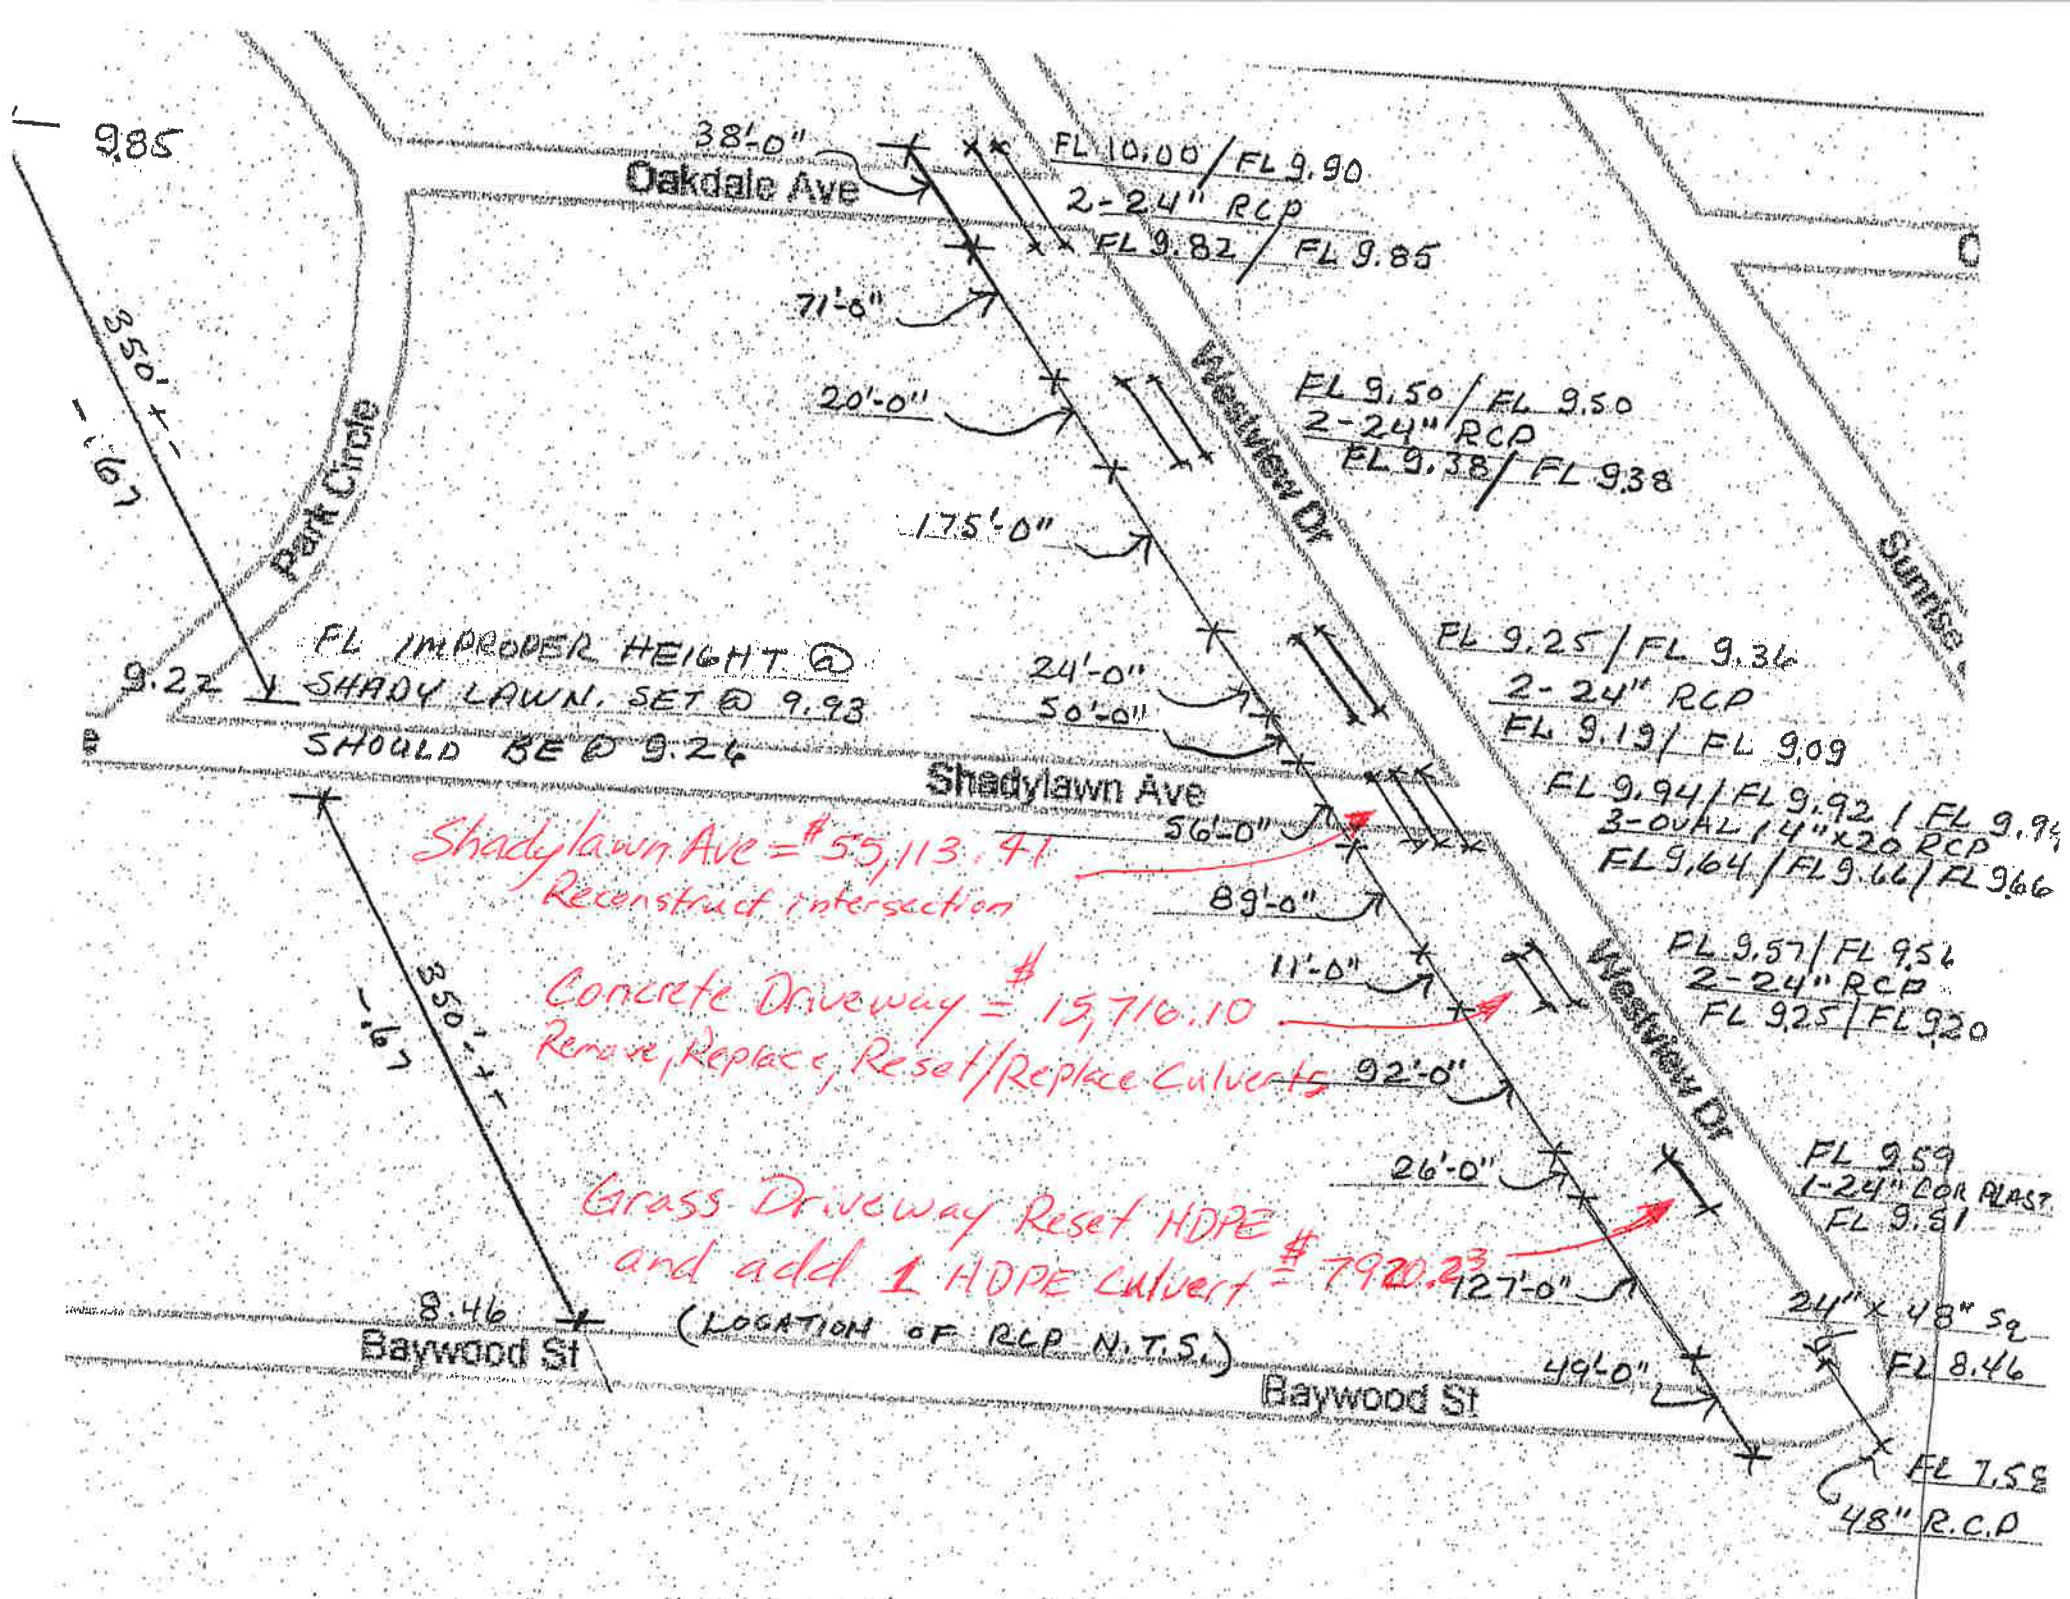 9.85
38'-0"
Oakdale Ave
FL 10.00 / FL 9.90
2-24" RCP
FL 9.82 / FL 9.85
71'-0"
350' +-
-.67
Park Circle
20'-0"
Westview Dr
FL 9.50 / FL 9.50
2-24" RCP
FL 9.38 / FL 9.38
175'-0"
Sunrise
FL IMPROPER HEIGHT @
9.22
SHADY LAWN. SET @ 9.93
SHOULD BE @ 9.26
24'-0"
50'-0"
FL 9.25 / FL 9.36
2-24" RCP
FL 9.19 / FL 9.09
Shadylawn Ave
FL 9.94 / FL 9.92 / FL 9.94
3-OVAL 14"x20 RCP
FL 9.64 / FL 9.66 / FL 9.66
Shadylawn Ave = $55,113.41
Reconstruct intersection
56'-0"
89'-0"
11'-0"
FL 9.57 / FL 9.56
2-24" RCP
FL 9.25 / FL 9.20
Westview Dr
Concrete Driveway = $15,716.10
Remove, Replace, Reset/Replace Culverts
350' +-
-.67
92'-0"
26'-0"
FL 9.59
1-24" COR PLAST
FL 9.51
Grass Driveway Reset HDPE
and add 1 HDPE Culvert = $7920.23
127'-0"
8.46
Baywood St
(LOCATION OF RCP N.T.S.)
24" x 48" Sq
FL 8.46
49'-0"
Baywood St
FL 7.58
48" R.C.P